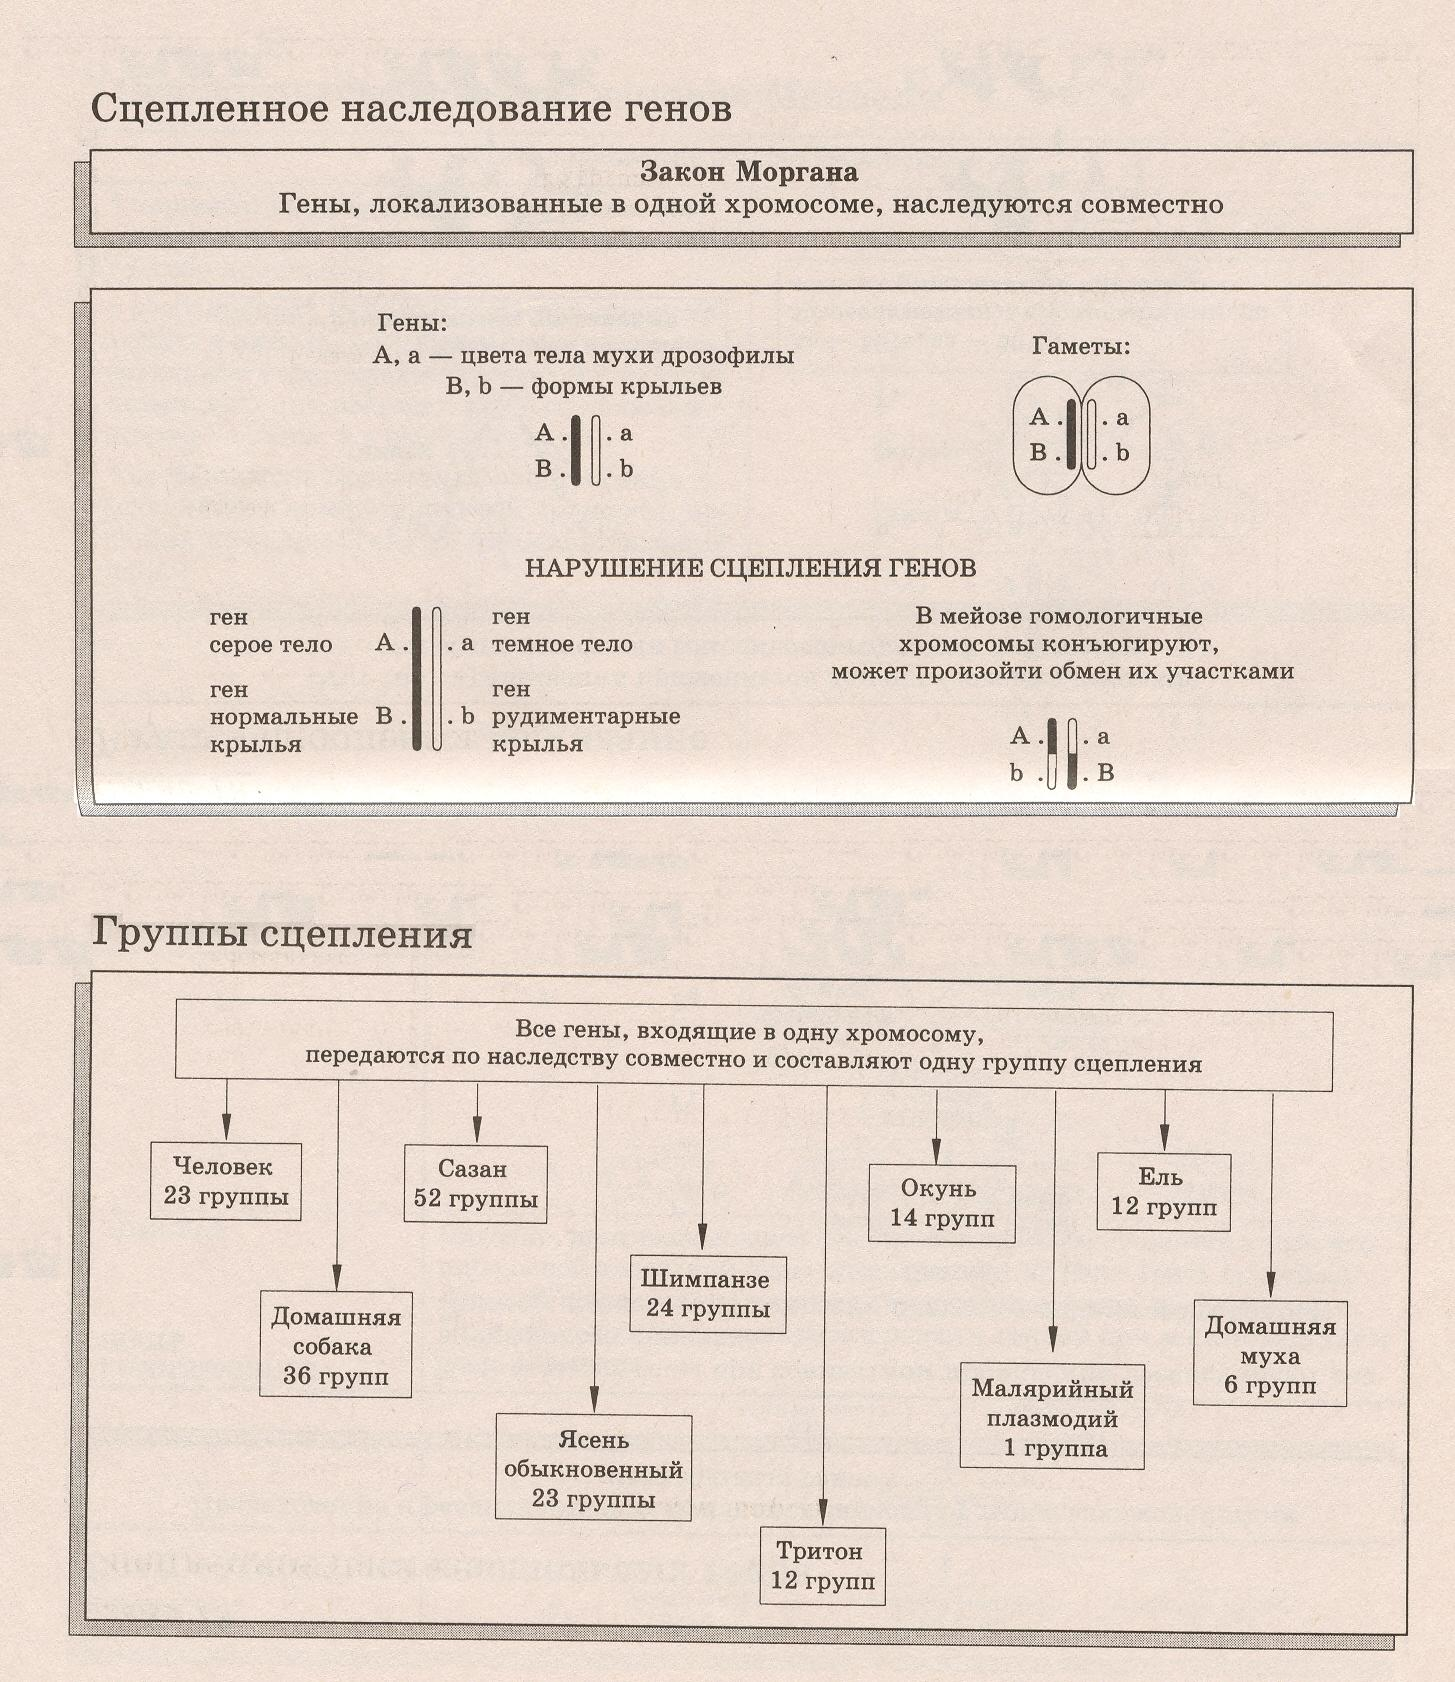 Сцепленное наследование генов
Закон Моргана
Гены, локализованные в одной хромосоме, наследуются совместно
Гены:
A, a — цвета тела мухи дрозофилы
B, b — формы крыльев
A . . a
B . . b
Гаметы:
A . . a
B . . b
НАРУШЕНИЕ СЦЕПЛЕНИЯ ГЕНОВ
ген
серое тело
A . . a
ген
темное тело
ген
нормальные
крылья
B . . b
ген
рудиментарные
крылья
В мейозе гомологичные
хромосомы конъюгируют,
может произойти обмен их участками
A . . a
b . . B
Группы сцепления
Все гены, входящие в одну хромосому,
передаются по наследству совместно и составляют одну группу сцепления
Человек
23 группы
Домашняя
собака
36 групп
Сазан
52 группы
Ясень
обыкновенный
23 группы
Шимпанзе
24 группы
Тритон
12 групп
Окунь
14 групп
Малярийный
плазмодий
1 группа
Ель
12 групп
Домашняя
муха
6 групп